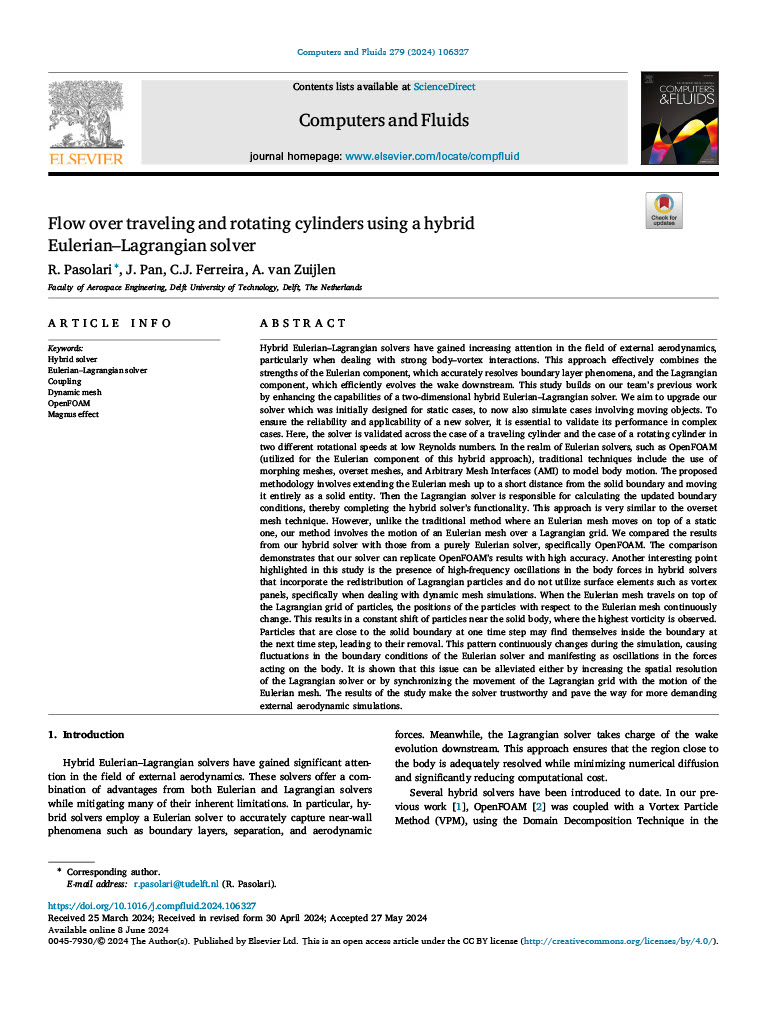 Computers and Fluids 279 (2024) 106327
Contents lists available at ScienceDirect
Computers and Fluids
journal homepage: www.elsevier.com/locate/compfluid
ELSEVIER
COMPUTERS
&FLUIDS
Check for
updates
Flow over traveling and rotating cylinders using a hybrid
Eulerian–Lagrangian solver
R. Pasolari *, J. Pan, C.J. Ferreira, A. van Zuijlen
Faculty of Aerospace Engineering, Delft University of Technology, Delft, The Netherlands
ARTICLE INFO
Keywords:
Hybrid solver
Eulerian–Lagrangian solver
Coupling
Dynamic mesh
OpenFOAM
Magnus effect
ABSTRACT
Hybrid Eulerian–Lagrangian solvers have gained increasing attention in the field of external aerodynamics,
particularly when dealing with strong body–vortex interactions. This approach effectively combines the
strengths of the Eulerian component, which accurately resolves boundary layer phenomena, and the Lagrangian
component, which efficiently evolves the wake downstream. This study builds on our team's previous work
by enhancing the capabilities of a two-dimensional hybrid Eulerian–Lagrangian solver. We aim to upgrade our
solver which was initially designed for static cases, to now also simulate cases involving moving objects. To
ensure the reliability and applicability of a new solver, it is essential to validate its performance in complex
cases. Here, the solver is validated across the case of a traveling cylinder and the case of a rotating cylinder in
two different rotational speeds at low Reynolds numbers. In the realm of Eulerian solvers, such as OpenFOAM
(utilized for the Eulerian component of this hybrid approach), traditional techniques include the use of
morphing meshes, overset meshes, and Arbitrary Mesh Interfaces (AMI) to model body motion. The proposed
methodology involves extending the Eulerian mesh up to a short distance from the solid boundary and moving
it entirely as a solid entity. Then the Lagrangian solver is responsible for calculating the updated boundary
conditions, thereby completing the hybrid solver's functionality. This approach is very similar to the overset
mesh technique. However, unlike the traditional method where an Eulerian mesh moves on top of a static
one, our method involves the motion of an Eulerian mesh over a Lagrangian grid. We compared the results
from our hybrid solver with those from a purely Eulerian solver, specifically OpenFOAM. The comparison
demonstrates that our solver can replicate OpenFOAM's results with high accuracy. Another interesting point
highlighted in this study is the presence of high-frequency oscillations in the body forces in hybrid solvers
that incorporate the redistribution of Lagrangian particles and do not utilize surface elements such as vortex
panels, specifically when dealing with dynamic mesh simulations. When the Eulerian mesh travels on top of
the Lagrangian grid of particles, the positions of the particles with respect to the Eulerian mesh continuously
change. This results in a constant shift of particles near the solid body, where the highest vorticity is observed.
Particles that are close to the solid boundary at one time step may find themselves inside the boundary at
the next time step, leading to their removal. This pattern continuously changes during the simulation, causing
fluctuations in the boundary conditions of the Eulerian solver and manifesting as oscillations in the forces
acting on the body. It is shown that this issue can be alleviated either by increasing the spatial resolution
of the Lagrangian solver or by synchronizing the movement of the Lagrangian grid with the motion of the
Eulerian mesh. The results of the study make the solver trustworthy and pave the way for more demanding
external aerodynamic simulations.
1. Introduction
Hybrid Eulerian–Lagrangian solvers have gained significant atten-
tion in the field of external aerodynamics. These solvers offer a com-
bination of advantages from both Eulerian and Lagrangian solvers
while mitigating many of their inherent limitations. In particular, hy-
brid solvers employ a Eulerian solver to accurately capture near-wall
phenomena such as boundary layers, separation, and aerodynamic
forces. Meanwhile, the Lagrangian solver takes charge of the wake
evolution downstream. This approach ensures that the region close to
the body is adequately resolved while minimizing numerical diffusion
and significantly reducing computational cost.
Several hybrid solvers have been introduced to date. In our pre-
vious work [1], OpenFOAM [2] was coupled with a Vortex Particle
Method (VPM), using the Domain Decomposition Technique in the
* Corresponding author.
E-mail address: r.pasolari@tudelft.nl (R. Pasolari).
https://doi.org/10.1016/j.compfluid.2024.106327
Received 25 March 2024; Received in revised form 30 April 2024; Accepted 27 May 2024
Available online 8 June 2024
0045-7930/© 2024 The Author(s). Published by Elsevier Ltd. This is an open access article under the CC BY license (http://creativecommons.org/licenses/by/4.0/).